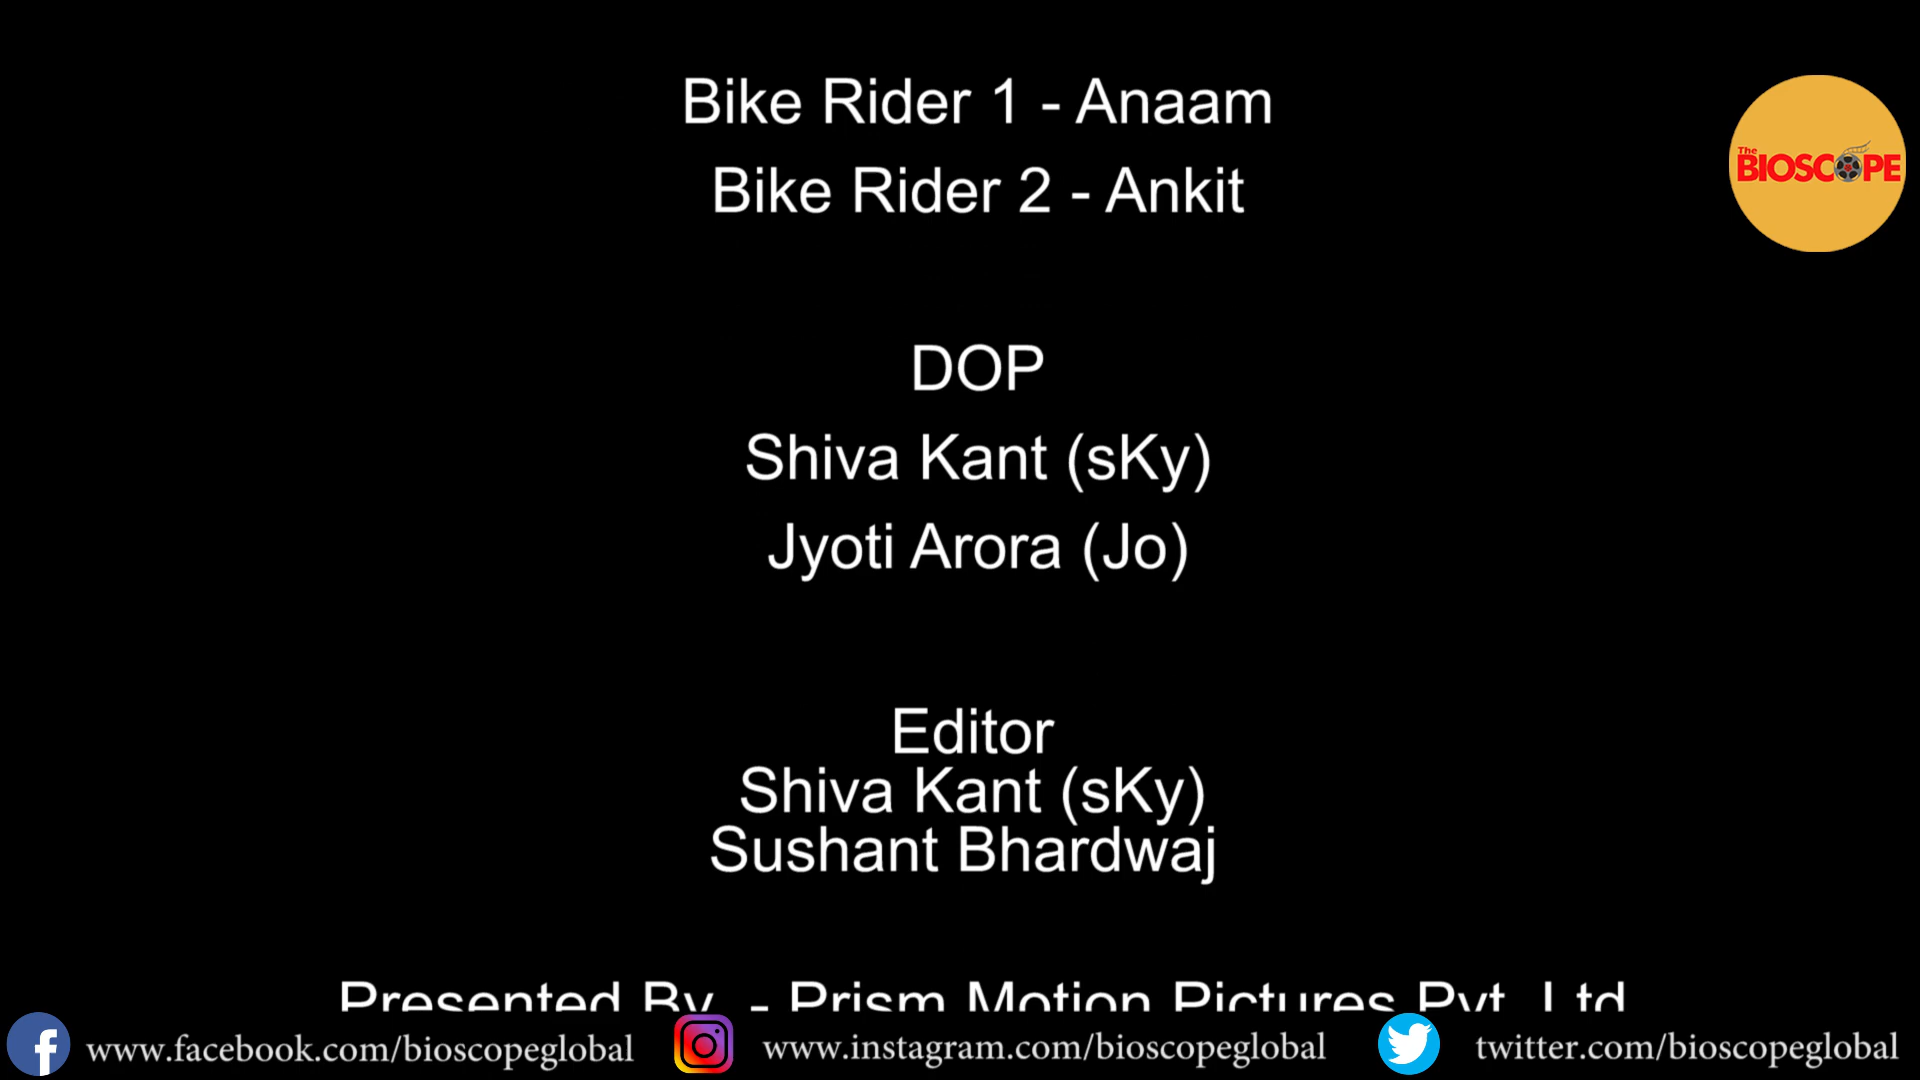 Bike Rider 1 - Anaam
Bike Rider 2 - Ankit
The
BIOSCOPE
DOP
Shiva Kant (sKy)
Jyoti Arora (Jo)
Editor
Shiva Kant (sKy)
Sushant Bhardwaj
Presented By - Prism Motion Pictures Pvt. Ltd
www.facebook.com/bioscopeglobal
www.instagram.com/bioscopeglobal
twitter.com/bioscopeglobal